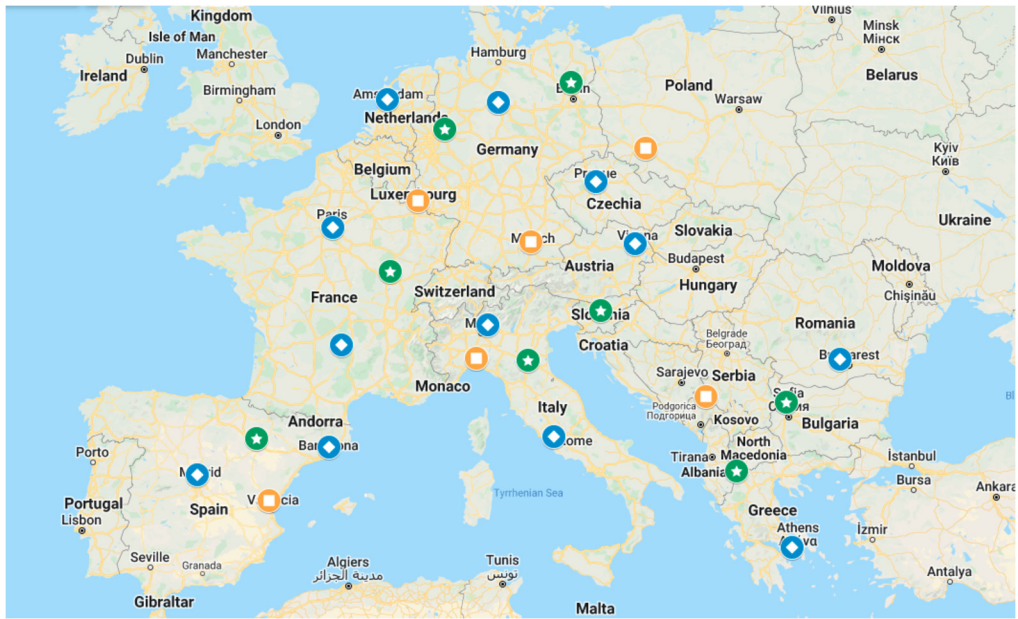 Vilnius
Kingdom
Minsk
Мінск
Isle of Man
Hamburg
Manchester
Dublin
Ireland
Belarus
Poland
Berlin
Birmingham
Amsterdam
Warsaw
Netherlands
London
Germany
Kyiv
Київ
Belgium
Prague
Luxembourg
Czechia
Paris
Ukraine
Slovakia
Vienna
Munich
Budapest
Austria
Moldova
Hungary
Switzerland
Chișinău
France
Slovenia
Romania
Belgrade
Београд
Croatia
Bucharest
Sarajevo
Serbia
Monaco
Sofia
София
Italy
Podgorica
Подгорица
Kosovo
Bulgaria
Andorra
Rome
North
Macedonia
Barcelona
Porto
Tirana
İstanbul
Albania
Madrid
Bursa
Ankara
Tyrrhenian Sea
Valencia
Portugal
Spain
Greece
Lisbon
Athens
Αθήνα
İzmir
Seville
Granada
Algiers
مدينة الجزائر
Tunis
تونس
Antalya
Gibraltar
Malta